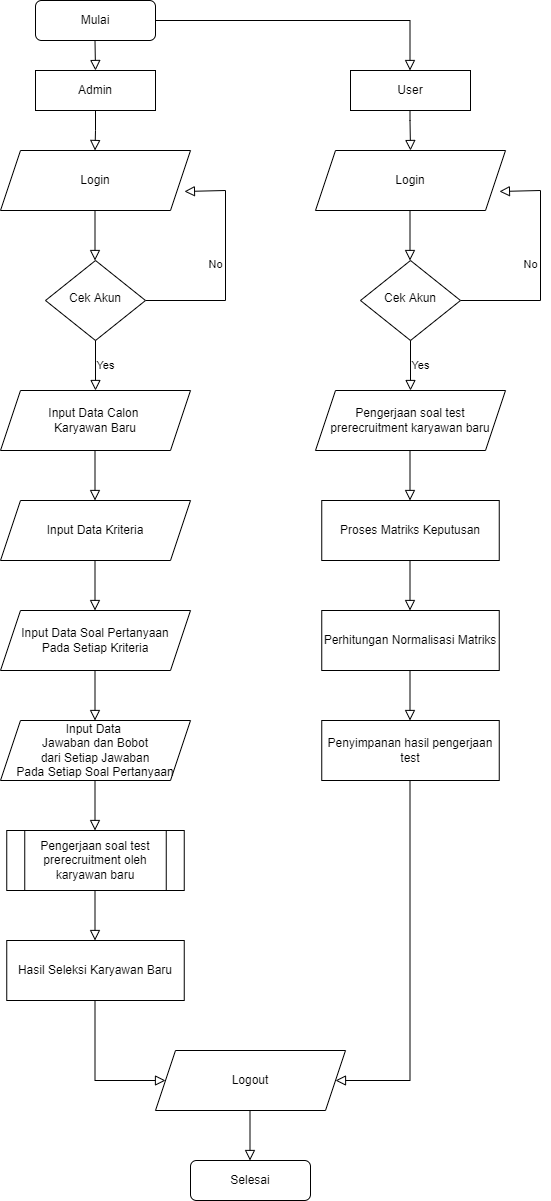 Mulai
Admin
User
Login
Login
No
No
Cek Akun
Cek Akun
Yes
Yes
Input Data Calon
Karyawan Baru
Pengerjaan soal test
prerecruitment karyawan baru
Input Data Kriteria
Proses Matriks Keputusan
Input Data Soal Pertanyaan
Pada Setiap Kriteria
Perhitungan Normalisasi Matriks
Input Data
Jawaban dan Bobot
dari Setiap Jawaban
Pada Setiap Soal Pertanyaan
Penyimpanan hasil pengerjaan
test
Pengerjaan soal test
prerecruitment oleh
karyawan baru
Hasil Seleksi Karyawan Baru
Logout
Selesai